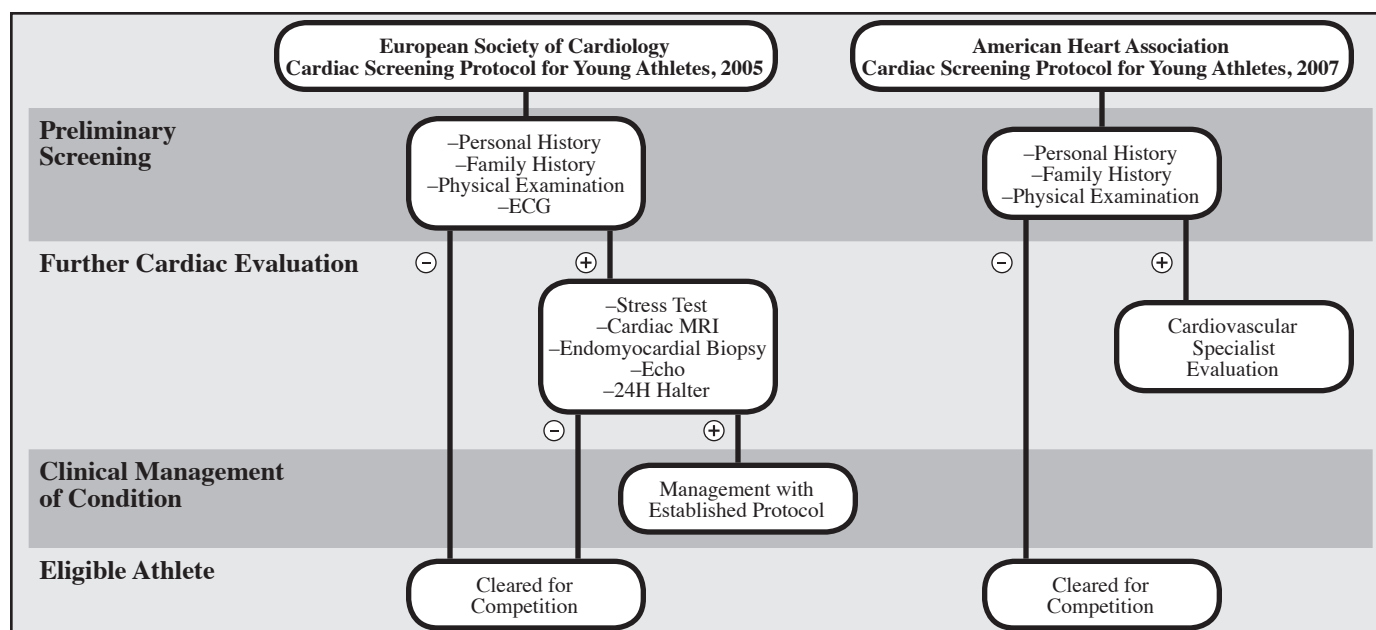 European Society of Cardiology
Cardiac Screening Protocol for Young Athletes, 2005
American Heart Association
Cardiac Screening Protocol for Young Athletes, 2007
Preliminary
Screening
–Personal History
–Family History
–Physical Examination
–ECG
–Personal History
–Family History
–Physical Examination
Further Cardiac Evaluation
−
+
−
+
–Stress Test
–Cardiac MRI
–Endomyocardial Biopsy
–Echo
–24H Halter
Cardiovascular
Specialist
Evaluation
−
+
Clinical Management
of Condition
Management with
Established Protocol
Eligible Athlete
Cleared for
Competition
Cleared for
Competition